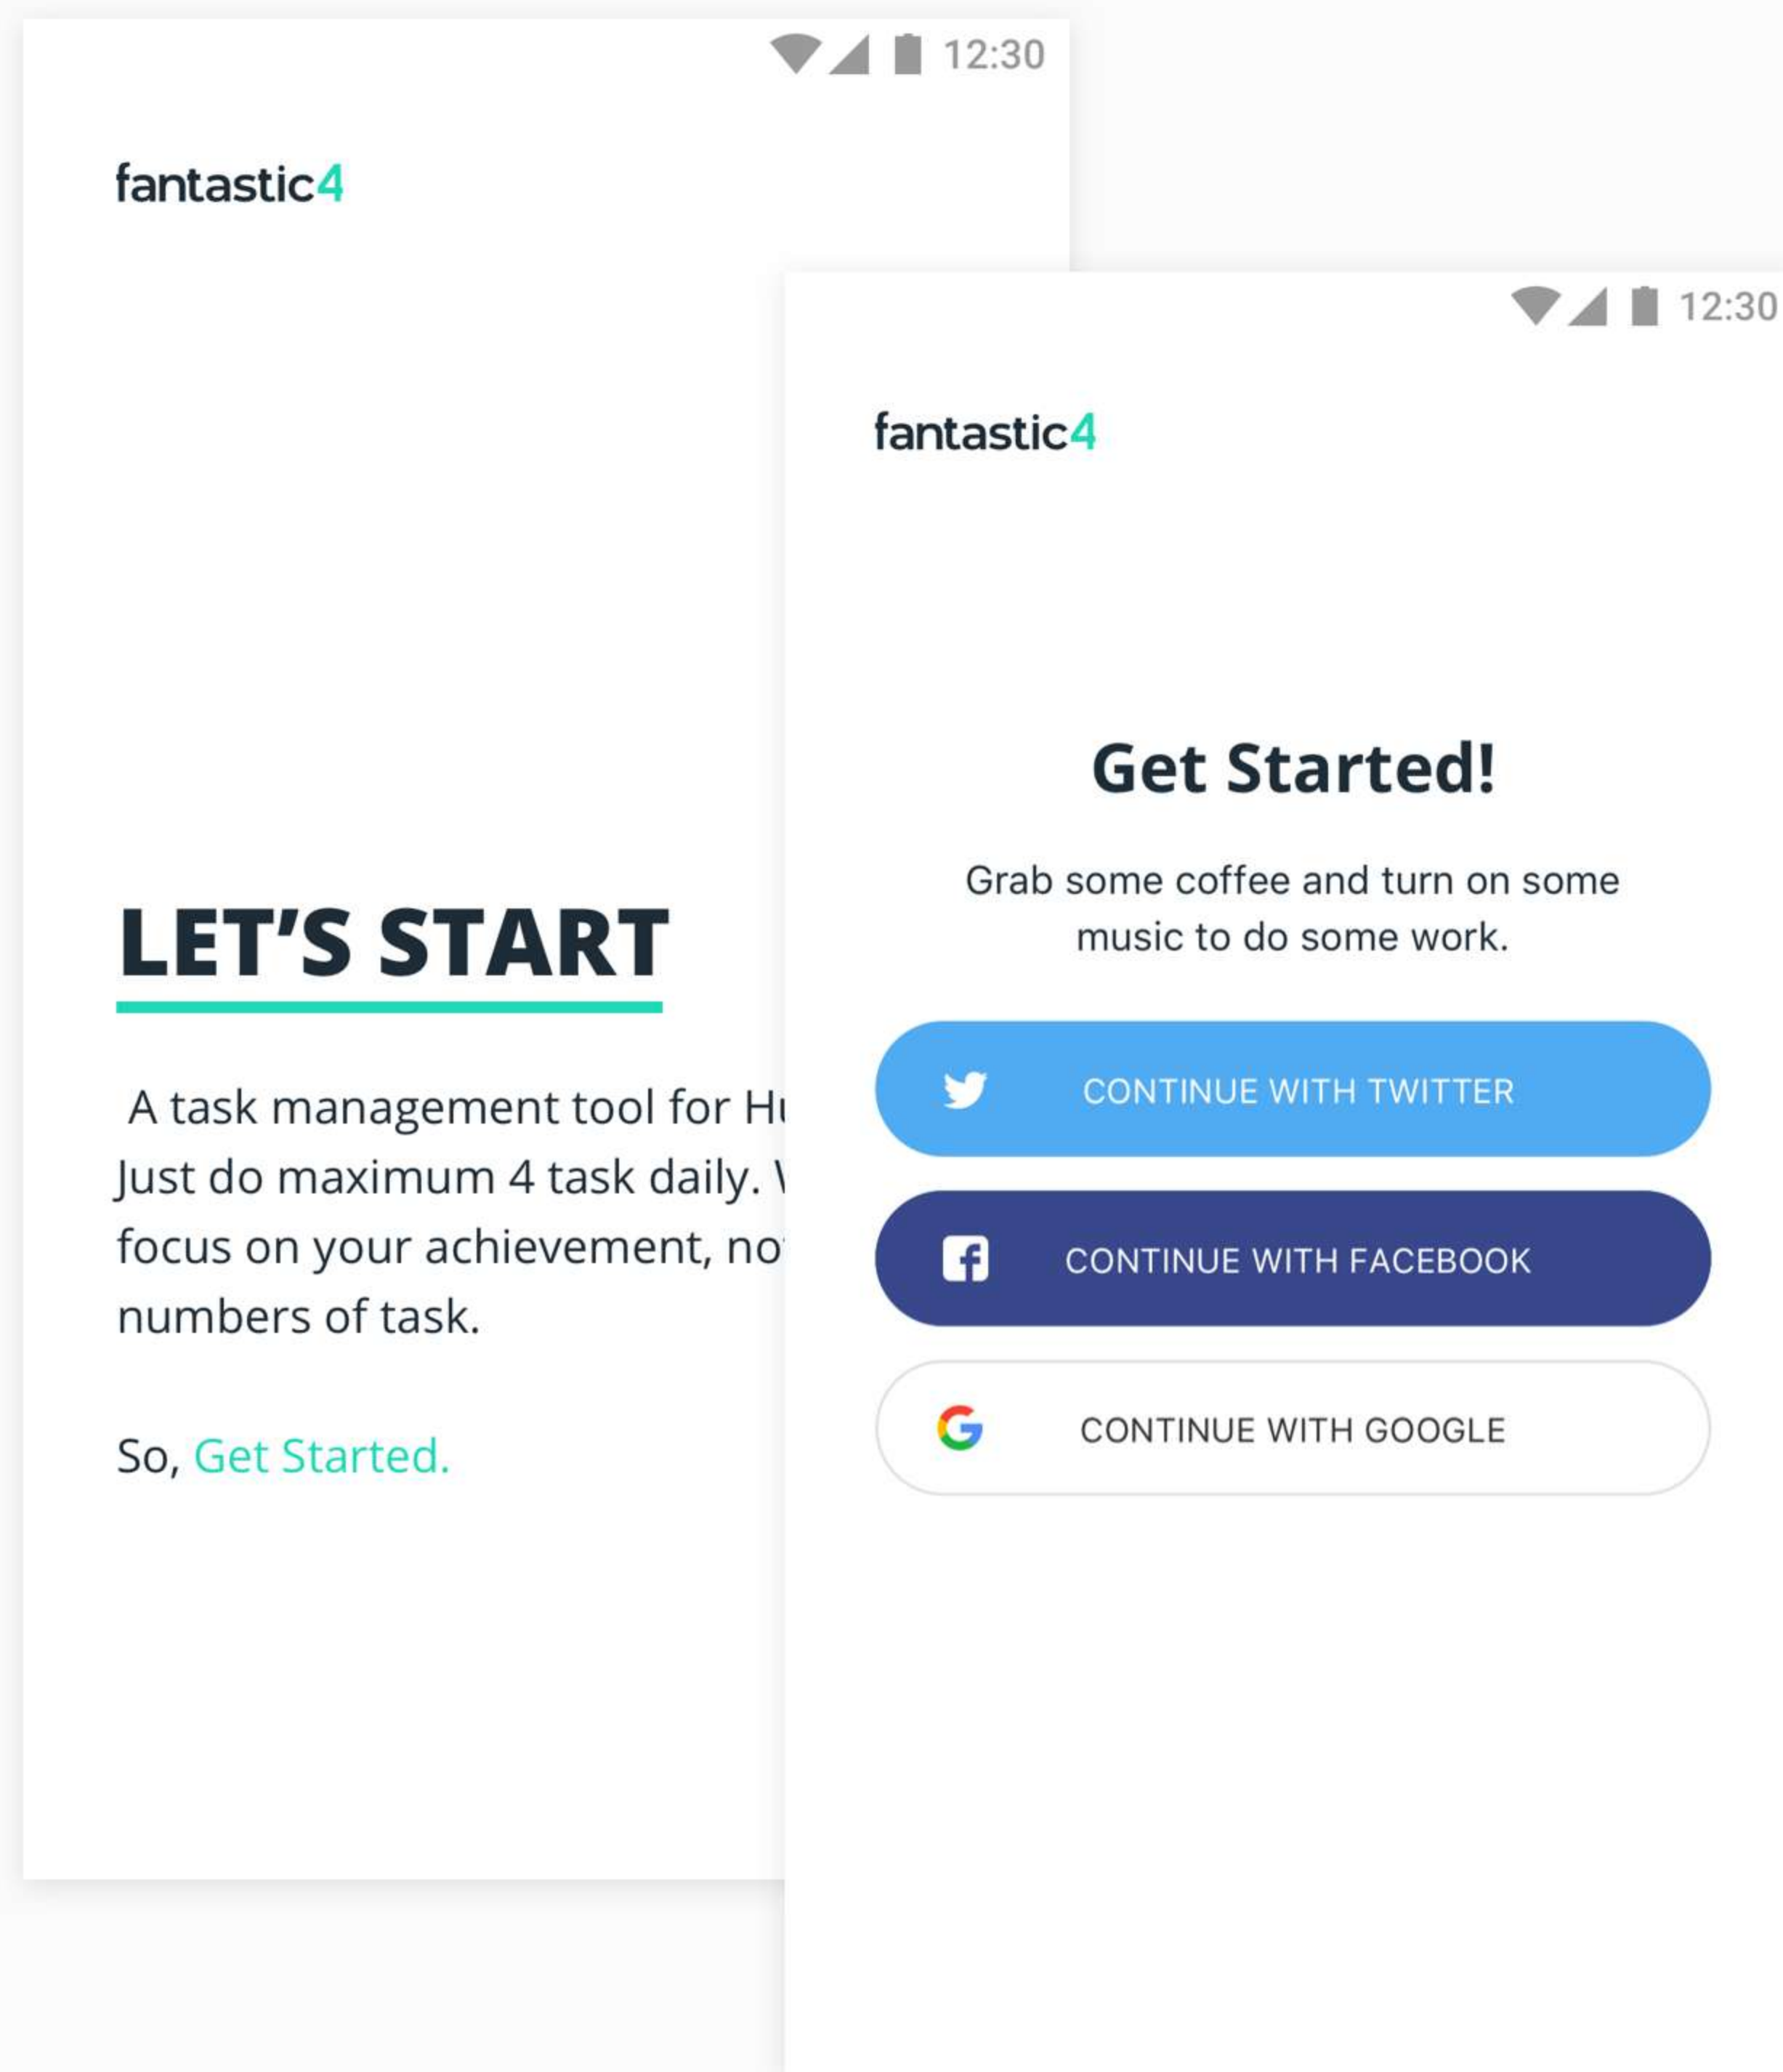 12:30
fantastic4
LET’S START
A task management tool for
Just do maximum 4 task daily.
focus on your achievement,
numbers of task.
So, Get Started.
12:30
fantastic4
Get Started!
Grab some coffee and turn on some
music to do some work.
CONTINUE WITH TWITTER
CONTINUE WITH FACEBOOK
CONTINUE WITH GOOGLE